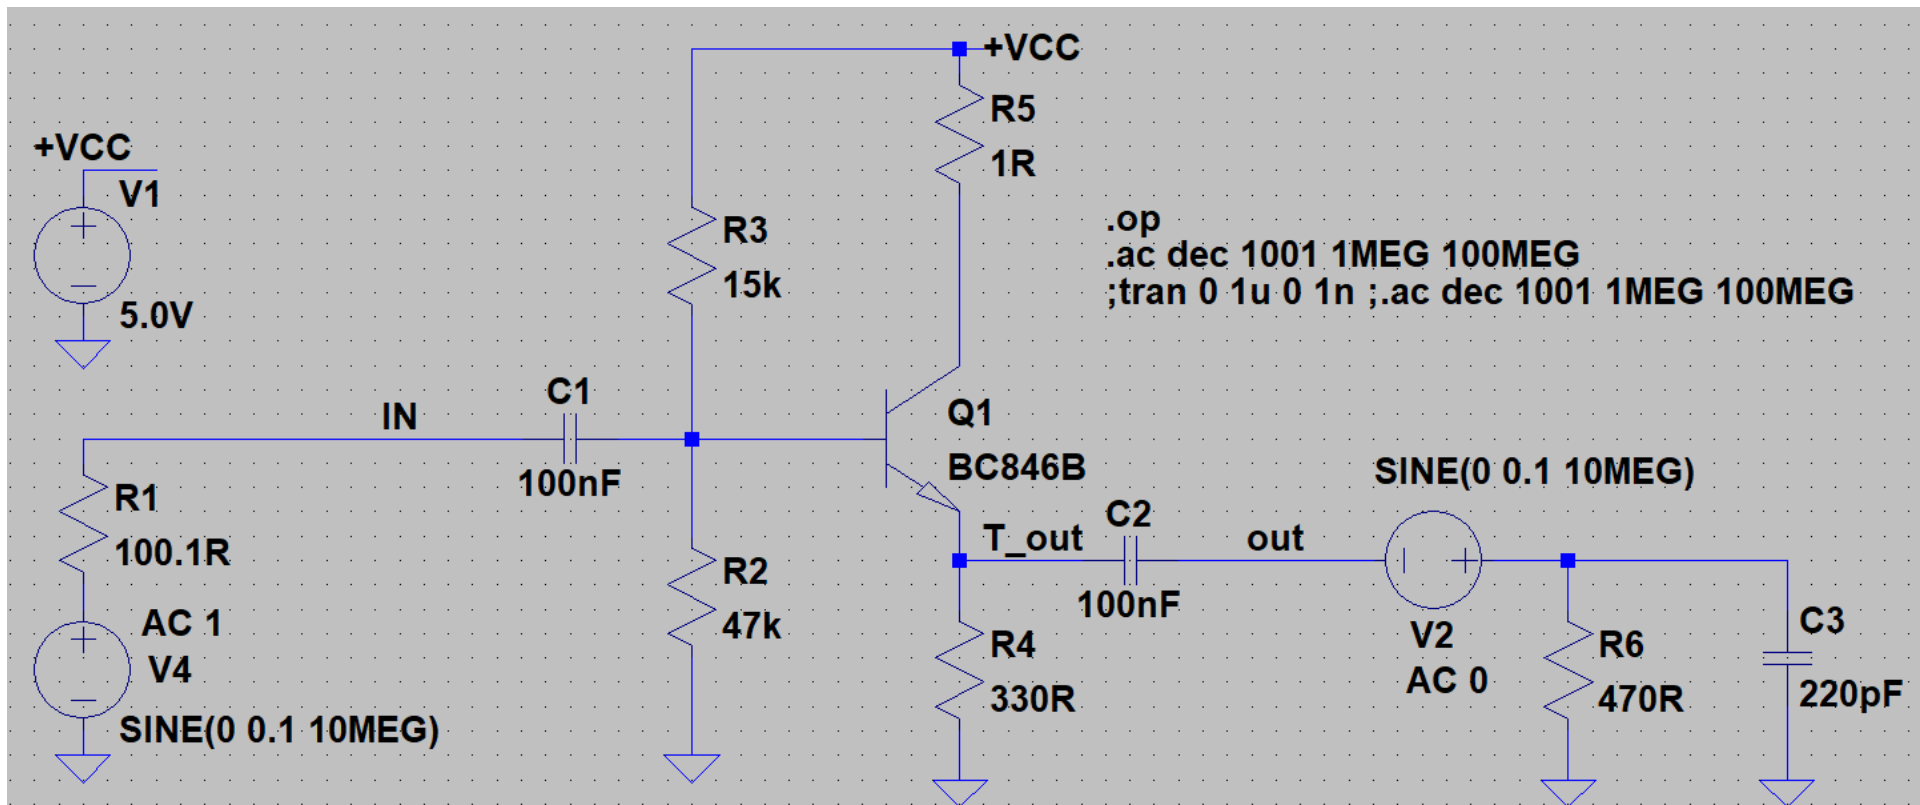 +VCC
R5
1R
+VCC
V1
5.0V
R3
15k
.op
.ac dec 1001 1MEG 100MEG
;tran 0 1u 0 1n ;.ac dec 1001 1MEG 100MEG
IN
C1
100nF
Q1
BC846B
R1
100.1R
AC 1
V4
SINE(0 0.1 10MEG)
R2
47k
T_out
C2
100nF
out
SINE(0 0.1 10MEG)
V2
AC 0
R4
330R
R6
470R
C3
220pF